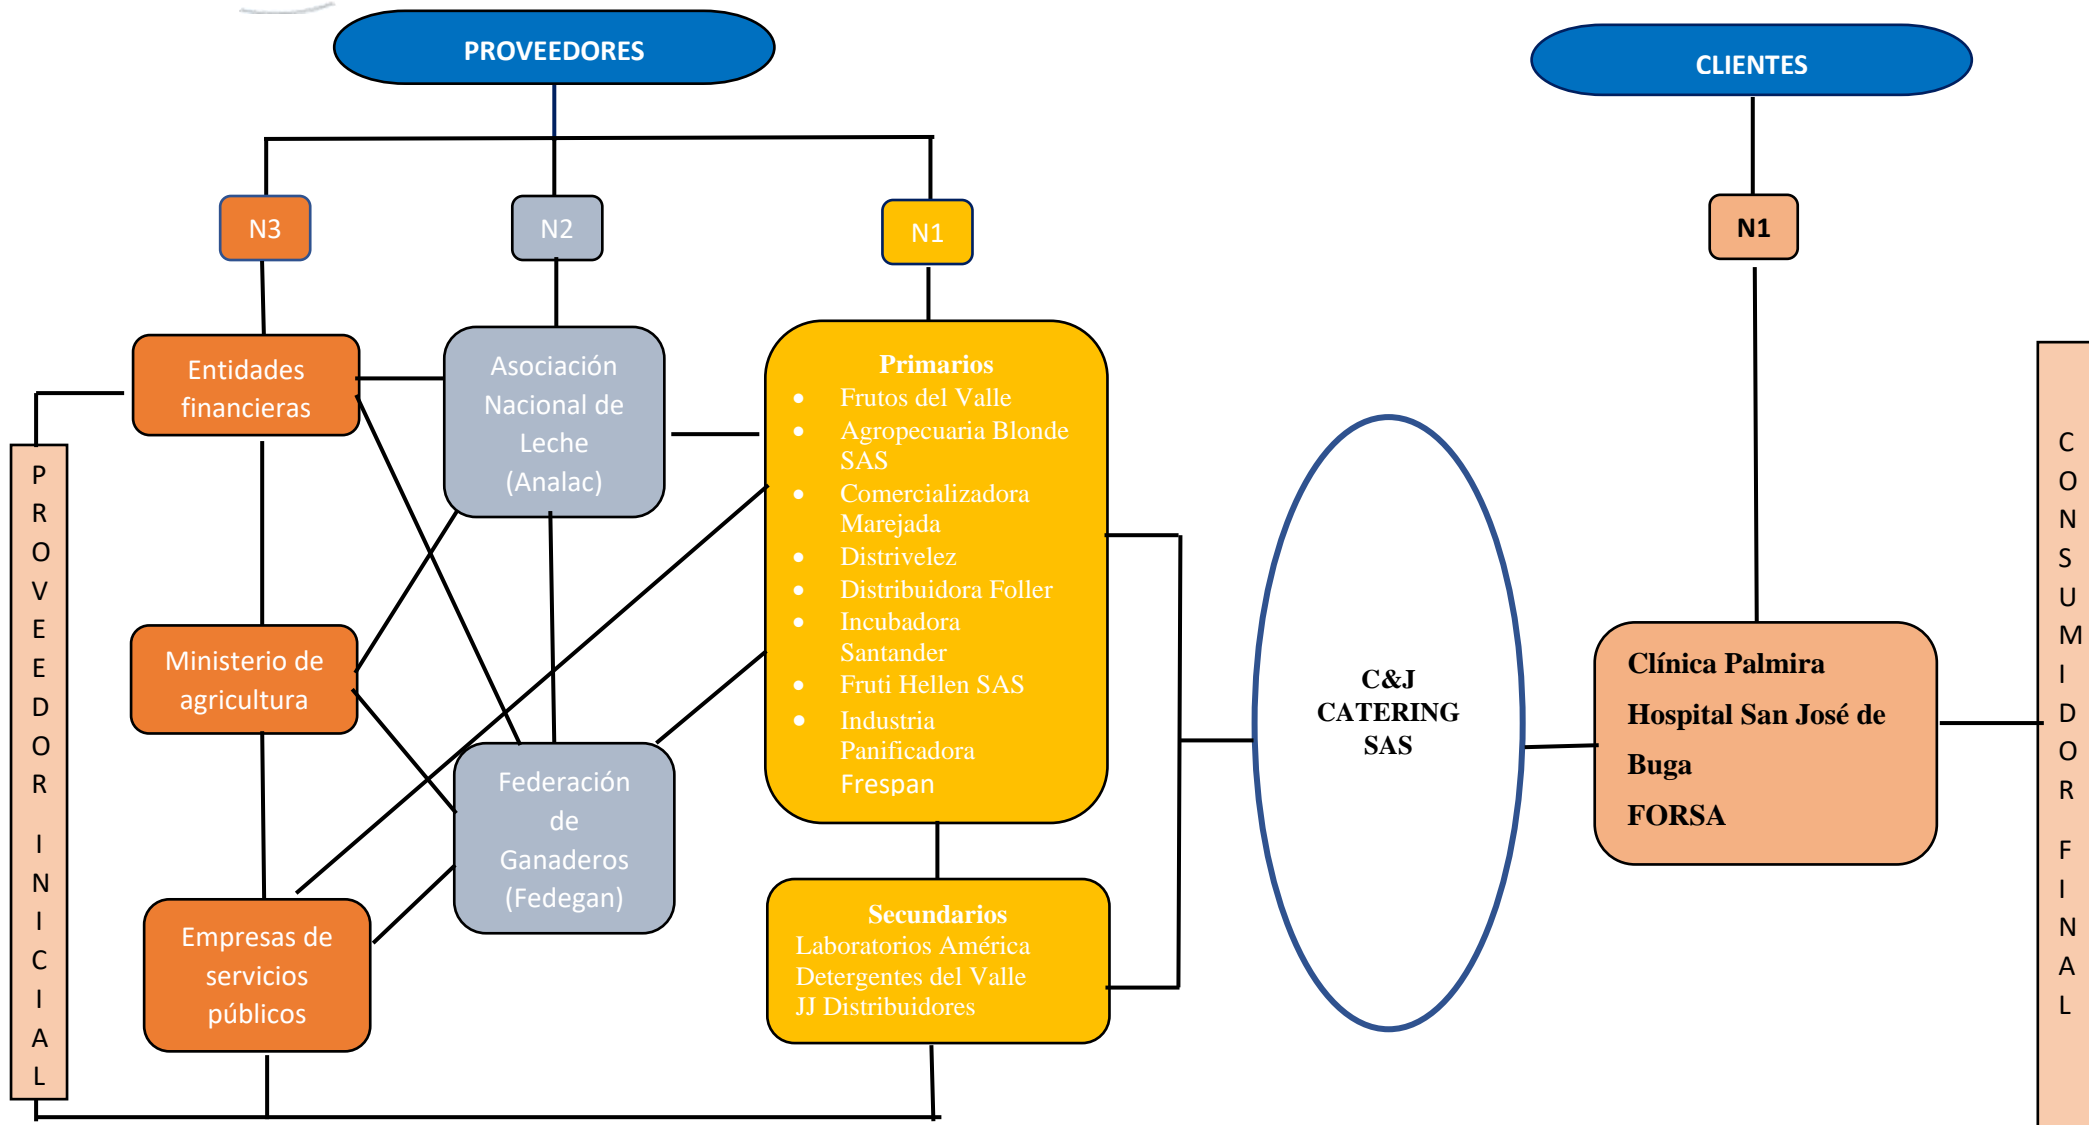 PROVEEDORES
CLIENTES
N3
N2
N1
N1
Entidades
financieras
Asociación
Nacional de
Leche
(Analac)
Primarios
• Frutos del Valle
• Agropecuaria Blonde
SAS
• Comercializadora
Marejada
• Distrivelez
• Distribuidora Foller
• Incubadora
Santander
• Fruti Hellen SAS
• Industria
Panificadora
Frespan
PROVEEDOR INICIAL
Ministerio de
agricultura
Federación
de
Ganaderos
(Fedegan)
Empresas de
servicios
públicos
Secundarios
Laboratorios América
Detergentes del Valle
JJ Distribuidores
C&J
CATERING
SAS
Clínica Palmira
Hospital San José de
Buga
FORSA
CONSUMIDOR FINAL